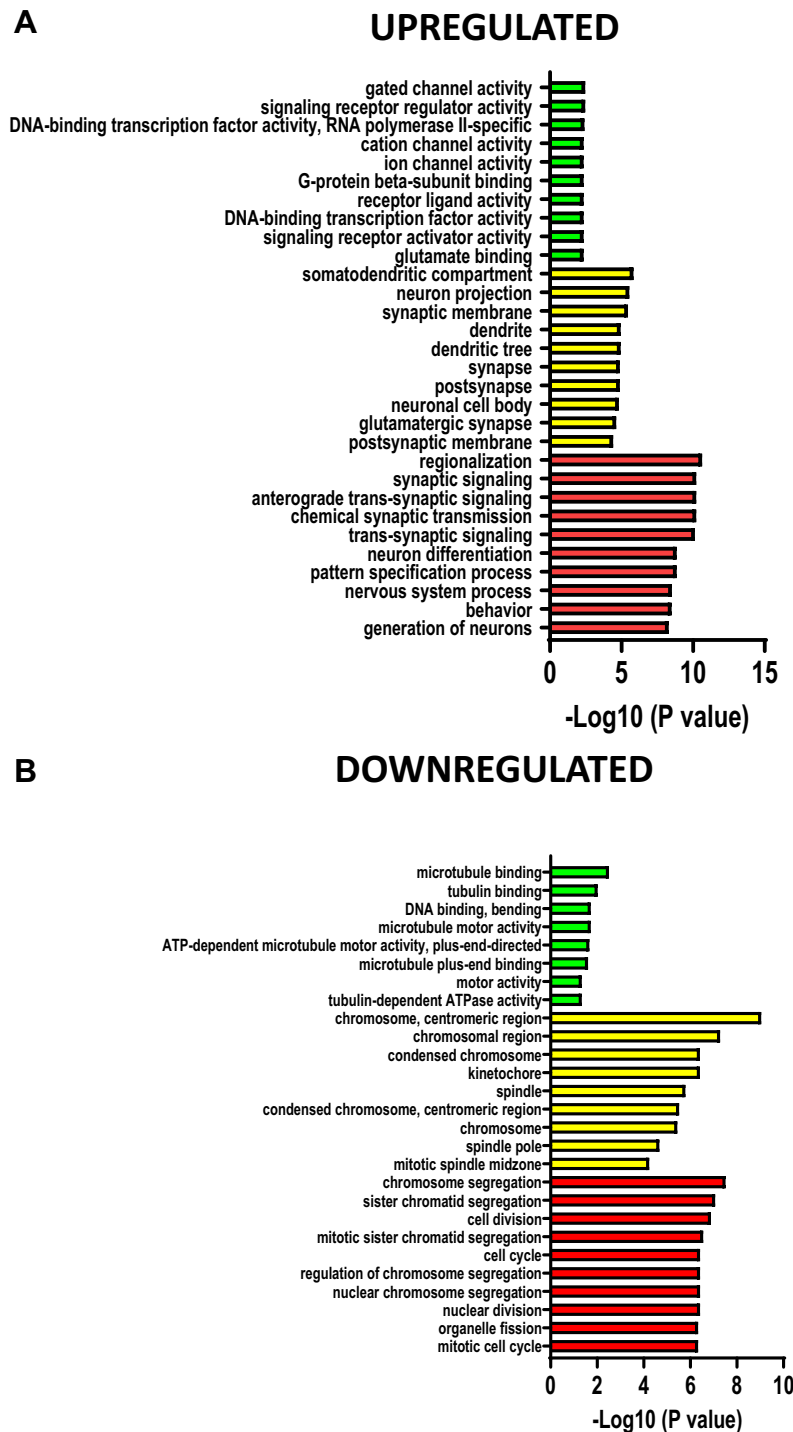 A
UPREGULATED
gated channel activity
signaling receptor regulator activity
DNA-binding transcription factor activity, RNA polymerase II-specific
cation channel activity
ion channel activity
G-protein beta-subunit binding
receptor ligand activity
DNA-binding transcription factor activity
signaling receptor activator activity
glutamate binding
somatodendritic compartment
neuron projection
synaptic membrane
dendrite
dendritic tree
synapse
postsynapse
neuronal cell body
glutamatergic synapse
postsynaptic membrane
regionalization
synaptic signaling
anterograde trans-synaptic signaling
chemical synaptic transmission
trans-synaptic signaling
neuron differentiation
pattern specification process
nervous system process
behavior
generation of neurons
0 5 10 15
-Log10 (P value)
B
DOWNREGULATED
microtubule binding
tubulin binding
DNA binding, bending
microtubule motor activity
ATP-dependent microtubule motor activity, plus-end-directed
microtubule plus-end binding
motor activity
tubulin-dependent ATPase activity
chromosome, centromeric region
chromosomal region
condensed chromosome
kinetochore
spindle
condensed chromosome, centromeric region
chromosome
spindle pole
mitotic spindle midzone
chromosome segregation
sister chromatid segregation
cell division
mitotic sister chromatid segregation
cell cycle
regulation of chromosome segregation
nuclear chromosome segregation
nuclear division
organelle fission
mitotic cell cycle
0 2 4 6 8 10
-Log10 (P value)